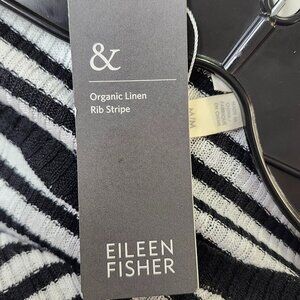 &
Organic Linen
Rib Stripe
EILEEN
FISHER
M/M